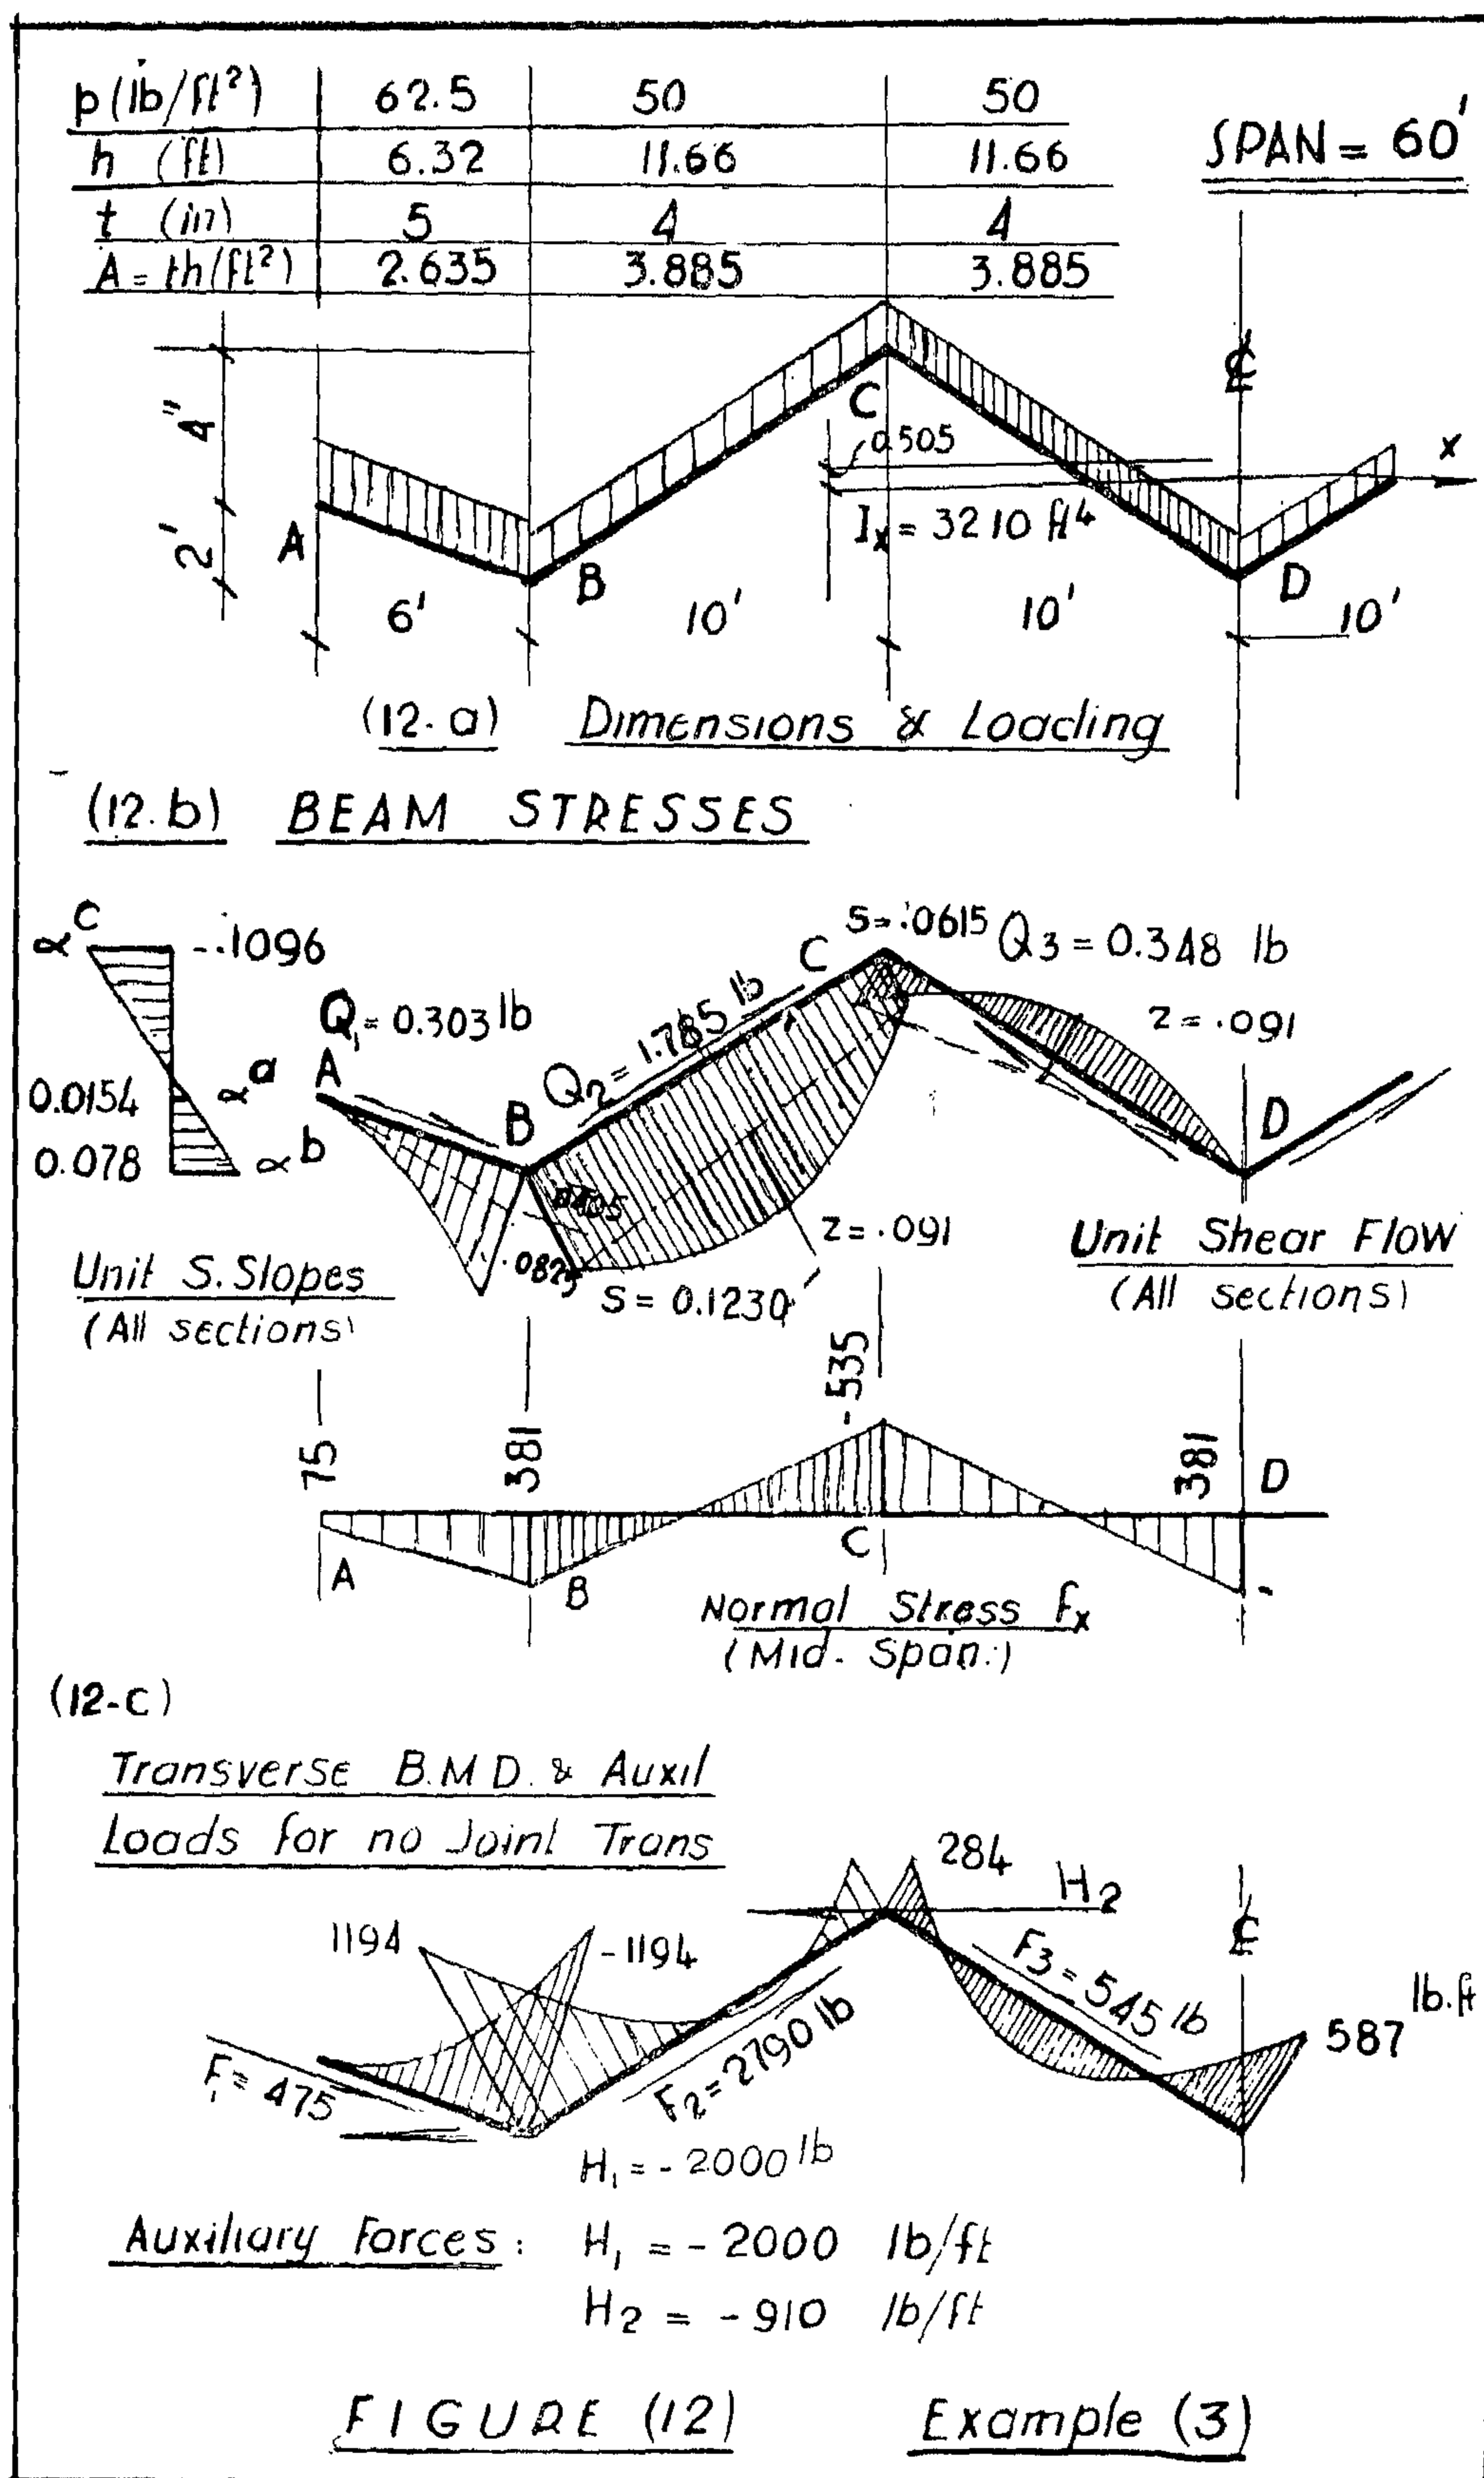 p (lb/ft²) 62.5 50 50
h (ft) 6.32 11.66 11.66
SPAN = 60'
t (in) 5 4 4
A = th (ft²) 2.635 3.885 3.885
℄
4"
C
0.505
x
2'
A
Ix = 3210 ft⁴
B
D
6' 10' 10' 10'
(12-a) Dimensions & Loading
(12.b) BEAM STRESSES
αᶜ -.1096
S=.0615 Q3 = 0.348 lb
C
Q1 = 0.303 lb
Q2 = 1.785 lb
z = .091
0.0154 αᵃ
A
B
D
0.078 αᵇ
z = .091
Unit Shear Flow
(All sections)
Unit S. Slopes
(All sections)
S = 0.1230
75
381
-535
381
D
A
B
C
Normal Stress fx
(Mid. Span.)
(12-c)
Transverse B.M.D. & Auxil
Loads for no Joint Trans
284
H2
℄
1194
-1194
F3 = 545 lb
lb.ft
587
F1 = 475
F2 = 2790 lb
H1 = -2000 lb
Auxiliary Forces : H1 = - 2000 lb/ft
H2 = -910 lb/ft
FIGURE (12) Example (3)